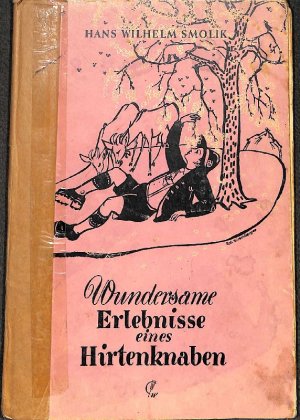 HANS WILHELM SMOLIK
Wundersame
Erlebnisse
eines
Hirtenknaben